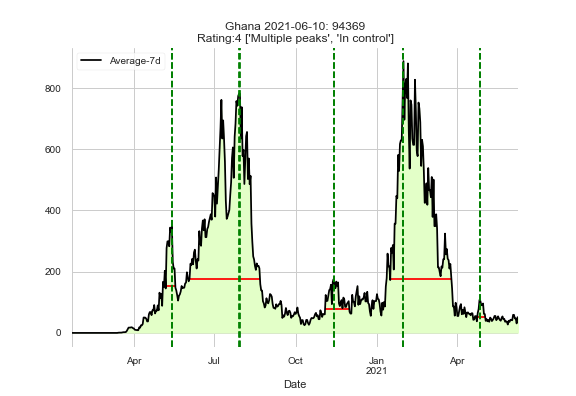 Ghana 2021-06-10: 94369
Rating:4 ['Multiple peaks', 'In control']
Average-7d
800
600
400
200
0
Apr
Jul
Oct
Jan
2021
Apr
Date